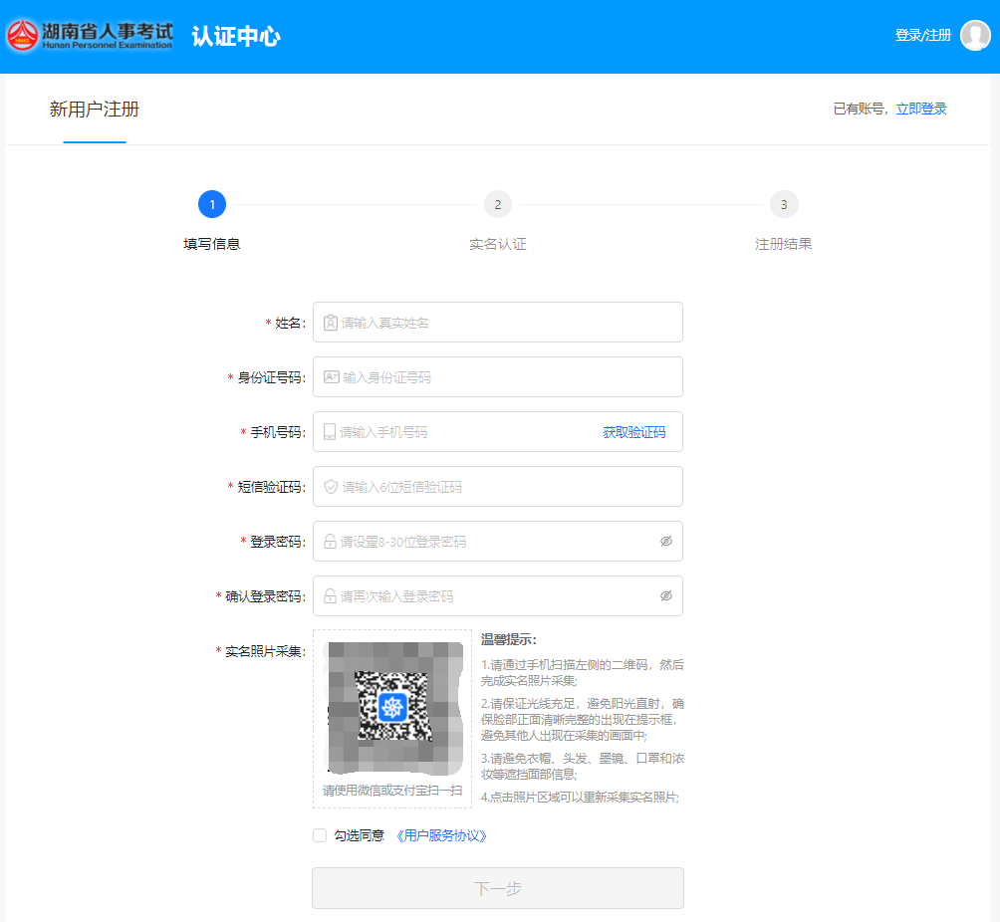 湖南省人事考试
Hunan Personnel Examination
认证中心
登录/注册
新用户注册
已有账号，立即登录
1
2
3
填写信息
实名认证
注册结果
* 姓名：
请输入真实姓名
* 身份证号码：
输入身份证号码
* 手机号码：
请输入手机号码
获取验证码
* 短信验证码：
请输入6位短信验证码
* 登录密码：
请设置8-30位登录密码
* 确认登录密码：
请再次输入登录密码
* 实名照片采集：
请使用微信或支付宝扫一扫
温馨提示：
1.请通过手机扫描左侧的二维码，然后
完成实名照片采集;
2.请保证光线充足，避免阳光直射，确
保脸部正面清晰完整的出现在提示框，
避免其他人出现在采集的画面中;
3.请避免衣帽、头发、墨镜、口罩和浓
妆等遮挡面部信息;
4.点击照片区域可以重新采集实名照片;
勾选同意 《用户服务协议》
下一步